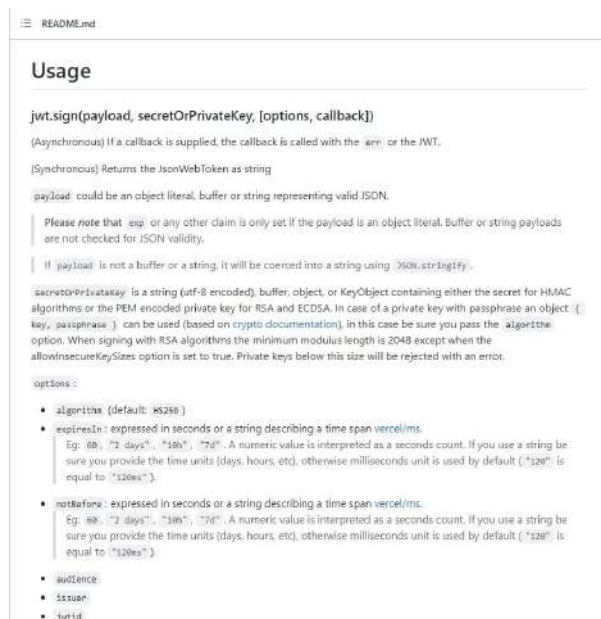 README.md
Usage
jwt.sign(payload, secretOrPrivateKey, [options, callback])
(Asynchronous) If a callback is supplied, the callback is called with the err or the JWT.
(Synchronous) Returns the JsonWebToken as string
payload could be an object literal, buffer or string representing valid JSON.
Please note that exp or any other claim is only set if the payload is an object literal. Buffer or string payloads
are not checked for JSON validity.
If payload is not a buffer or a string, it will be coerced into a string using JSON.stringify.
secretOrPrivateKey is a string (utf-8 encoded), buffer, object, or KeyObject containing either the secret for HMAC
algorithms or the PEM encoded private key for RSA and ECDSA. In case of a private key with passphrase an object {
key, passphrase } can be used (based on crypto documentation), in this case be sure you pass the algorithm
option. When signing with RSA algorithms the minimum modulus length is 2048 except when the
allowInsecureKeySizes option is set to true. Private keys below this size will be rejected with an error.
options:
• algorithm (default: HS256)
• expiresIn: expressed in seconds or a string describing a time span vercel/ms.
Eg: 60, "2 days", "10h", "7d". A numeric value is interpreted as a seconds count. If you use a string be
sure you provide the time units (days, hours, etc), otherwise milliseconds unit is used by default ("120" is
equal to "120ms").
• notBefore: expressed in seconds or a string describing a time span vercel/ms.
Eg: 60, "2 days", "10h", "7d". A numeric value is interpreted as a seconds count. If you use a string be
sure you provide the time units (days, hours, etc), otherwise milliseconds unit is used by default ("120" is
equal to "120ms").
• audience
• issuer
• jwtid